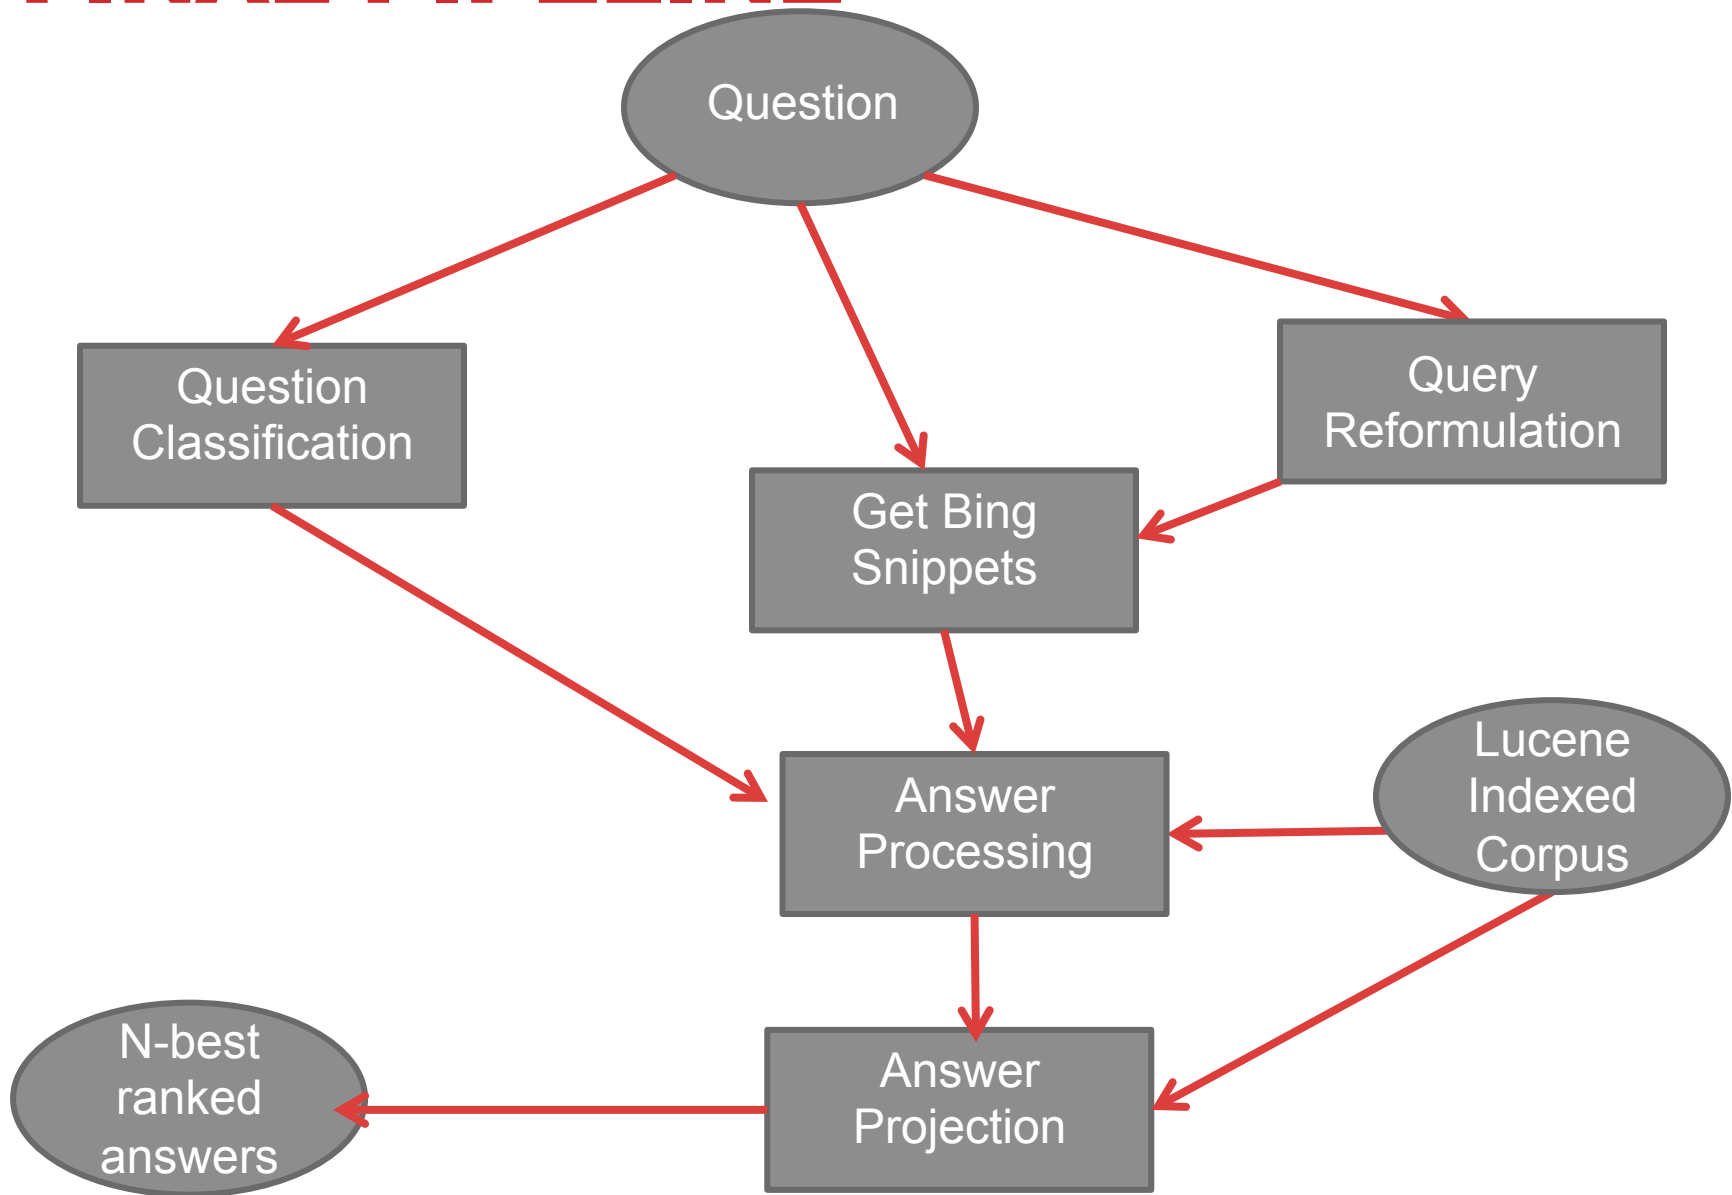 Question
Question
Classification
Query
Reformulation
Get Bing
Snippets
Answer
Processing
Lucene
Indexed
Corpus
Answer
Projection
N-best
ranked
answers